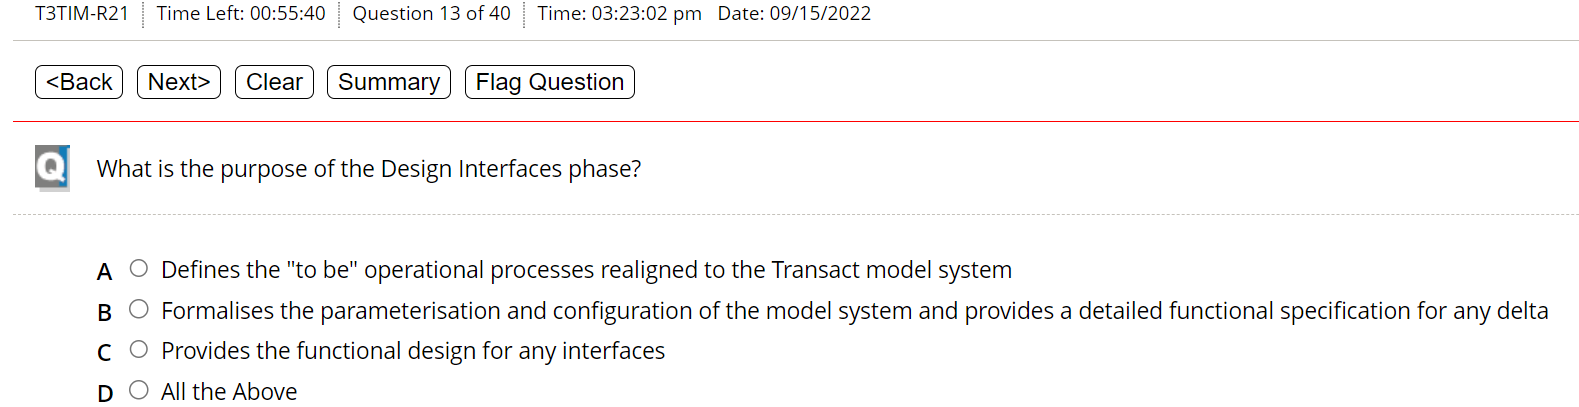 T3TIM-R21 Time Left: 00:55:40 Question 13 of 40 Time: 03:23:02 pm Date: 09/15/2022
<Back Next> Clear Summary Flag Question
Q What is the purpose of the Design Interfaces phase?
A Defines the "to be" operational processes realigned to the Transact model system
B Formalises the parameterisation and configuration of the model system and provides a detailed functional specification for any delta
C Provides the functional design for any interfaces
D All the Above